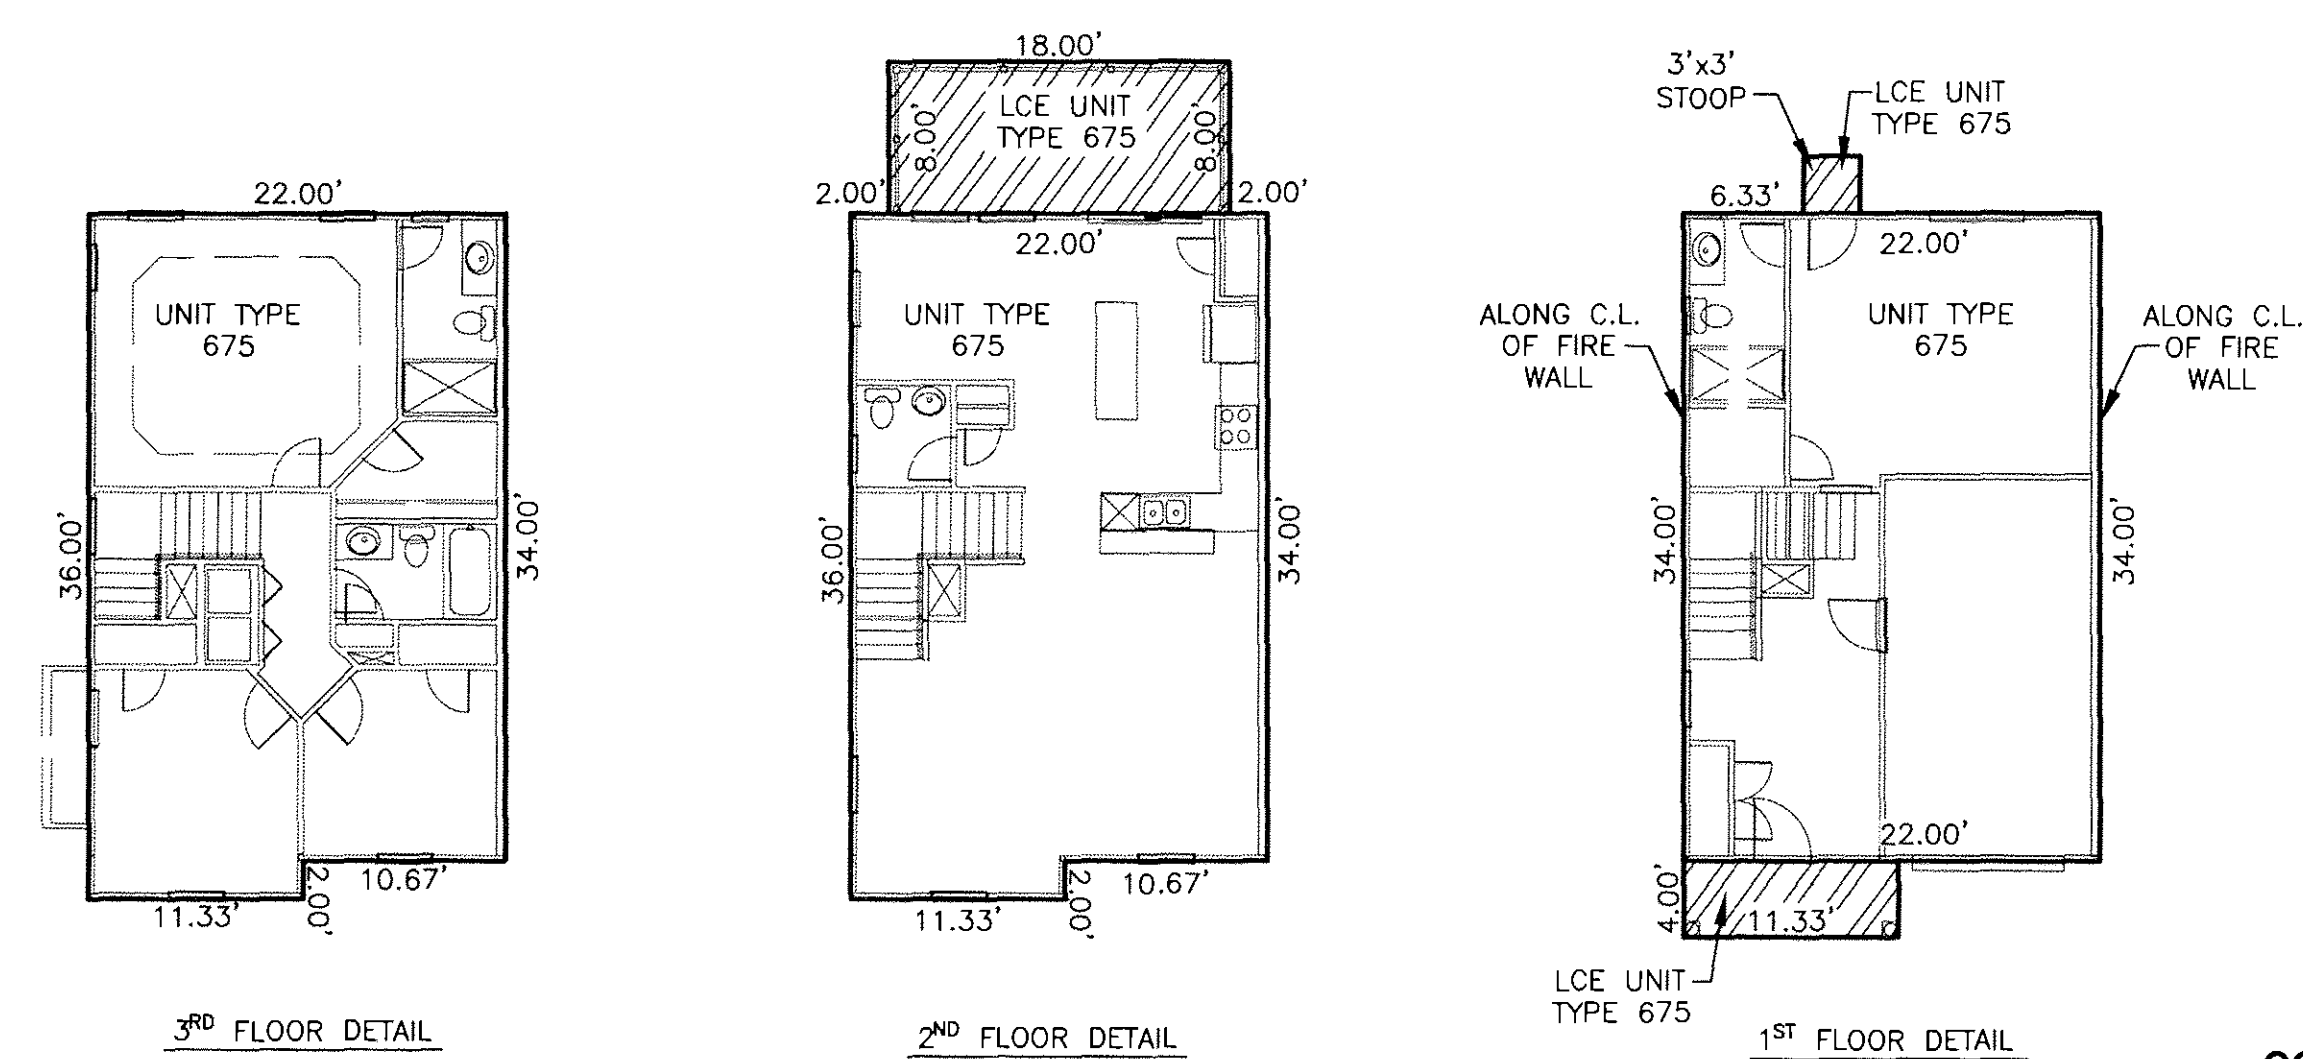 22.00'
UNIT TYPE
675
36.00'
34.00'
10.67'
2.00'
11.33'
3RD FLOOR DETAIL
18.00'
LCE UNIT
TYPE 675
8.00'
8.00'
2.00'
2.00'
22.00'
UNIT TYPE
675
36.00'
34.00'
10.67'
2.00'
11.33'
2ND FLOOR DETAIL
3'x3'
STOOP
LCE UNIT
TYPE 675
6.33'
22.00'
ALONG C.L.
OF FIRE
WALL
UNIT TYPE
675
ALONG C.L.
OF FIRE
WALL
34.00'
34.00'
22.00'
4.00'
11.33'
LCE UNIT
TYPE 675
1ST FLOOR DETAIL